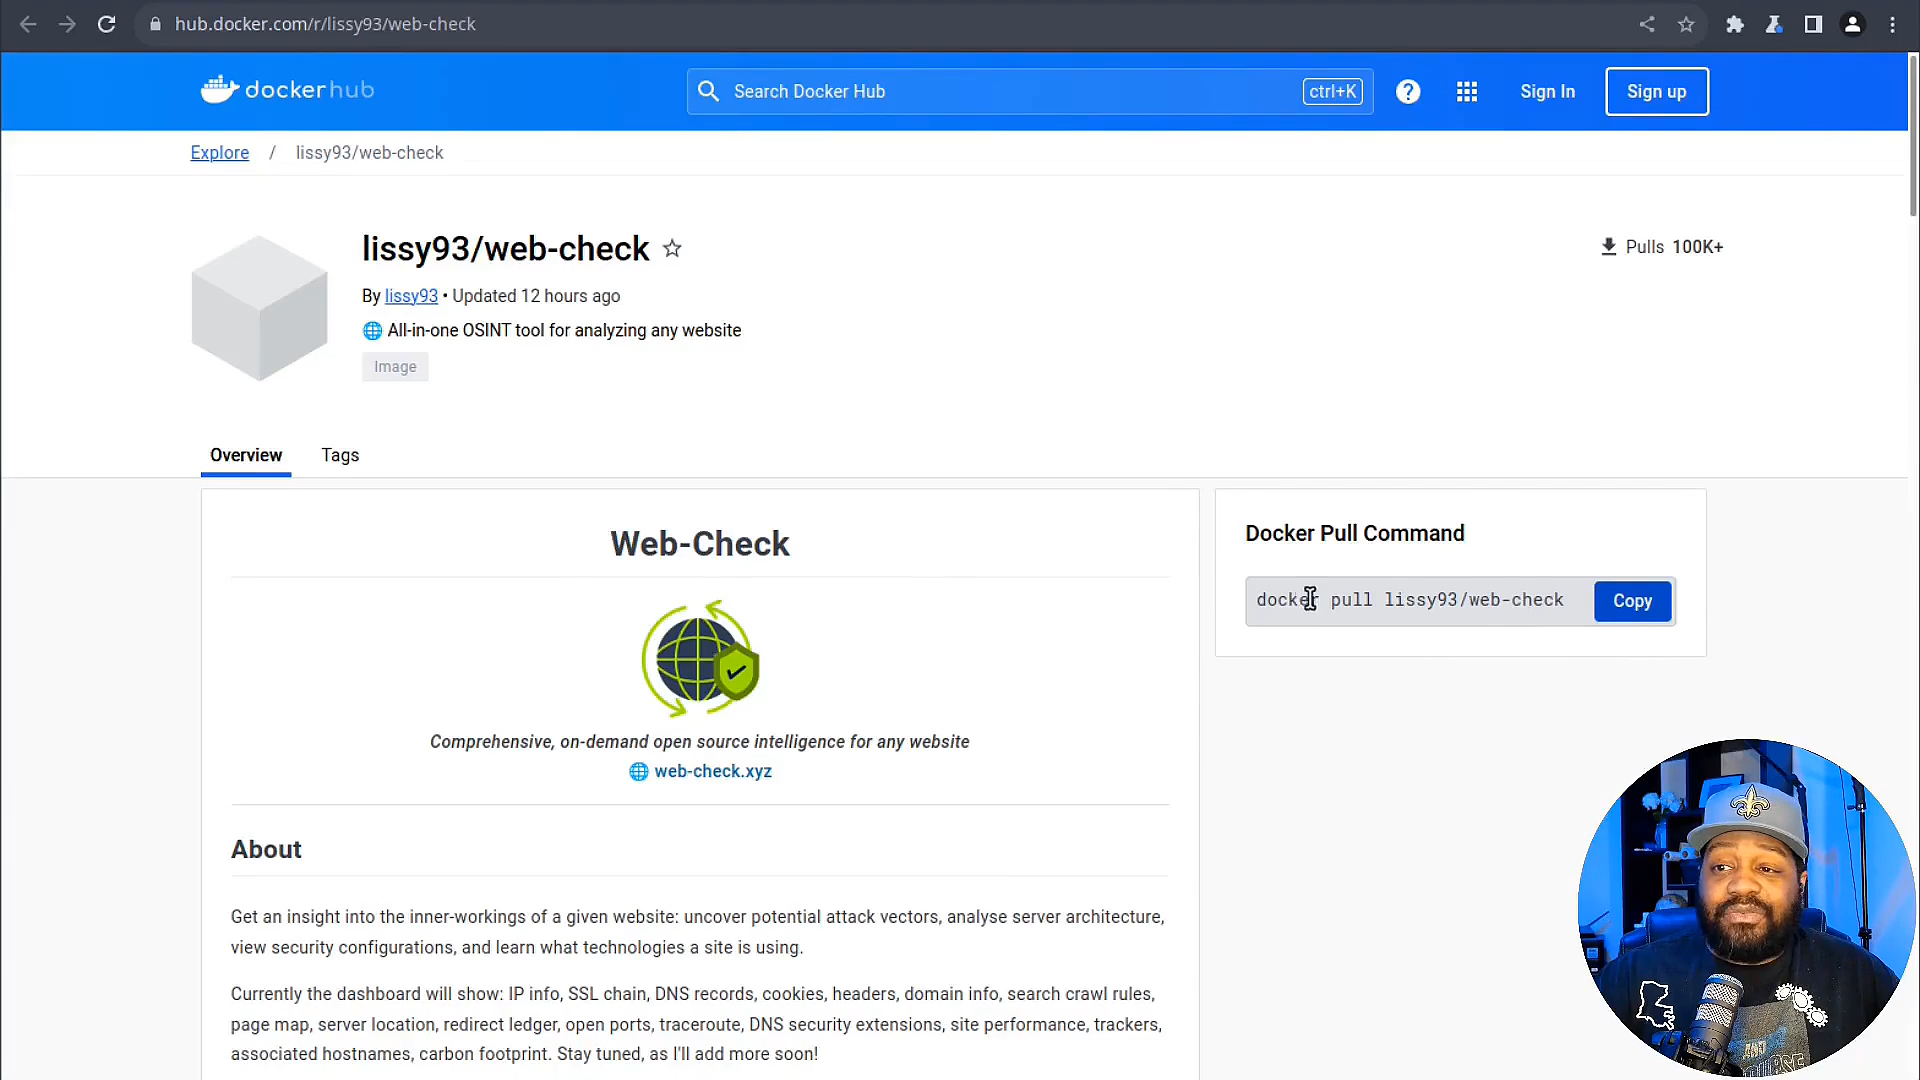 hub.docker.com/r/lissy93/web-check
dockerhub
Search Docker Hub
ctrl+K
?
Sign In
Sign up
Explore / lissy93/web-check
lissy93/web-check
Pulls 100K+
By lissy93 • Updated 12 hours ago
All-in-one OSINT tool for analyzing any website
Image
Overview
Tags
Web-Check
Comprehensive, on-demand open source intelligence for any website
web-check.xyz
About
Get an insight into the inner-workings of a given website: uncover potential attack vectors, analyse server architecture,
view security configurations, and learn what technologies a site is using.
Currently the dashboard will show: IP info, SSL chain, DNS records, cookies, headers, domain info, search crawl rules,
page map, server location, redirect ledger, open ports, traceroute, DNS security extensions, site performance, trackers,
associated hostnames, carbon footprint. Stay tuned, as I'll add more soon!
Docker Pull Command
docker pull lissy93/web-check
Copy
AND